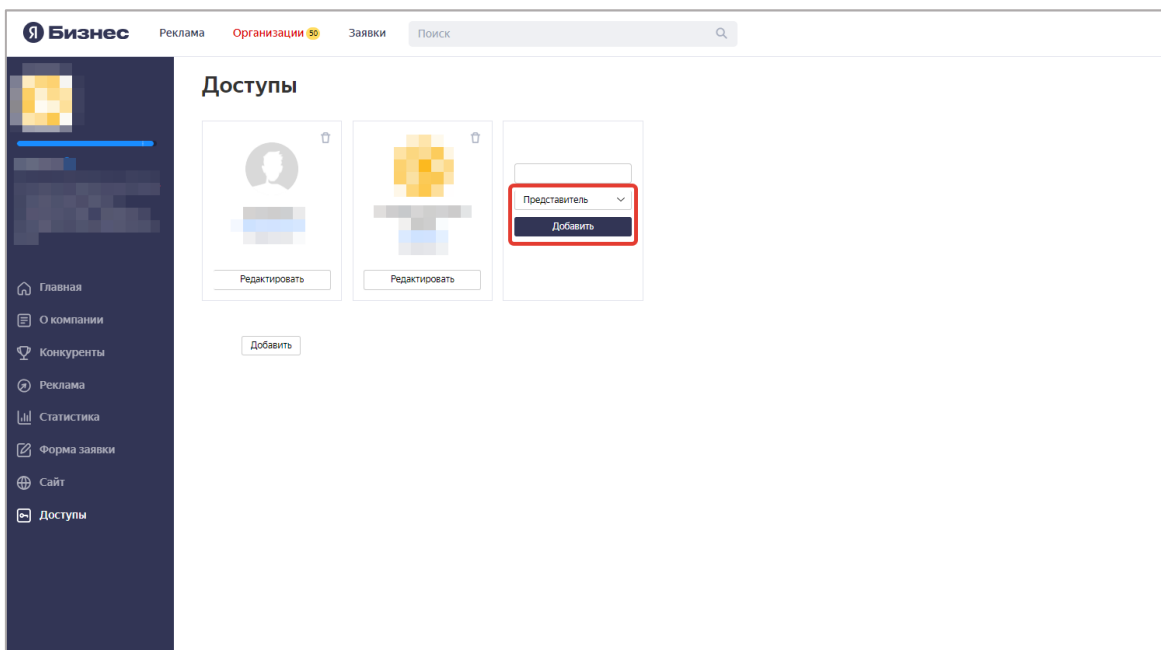 Я Бизнес
Реклама
Организации 50
Заявки
Поиск
Доступы
Представитель
Добавить
Редактировать
Редактировать
Добавить
Главная
О компании
Конкуренты
Реклама
Статистика
Форма заявки
Сайт
Доступы